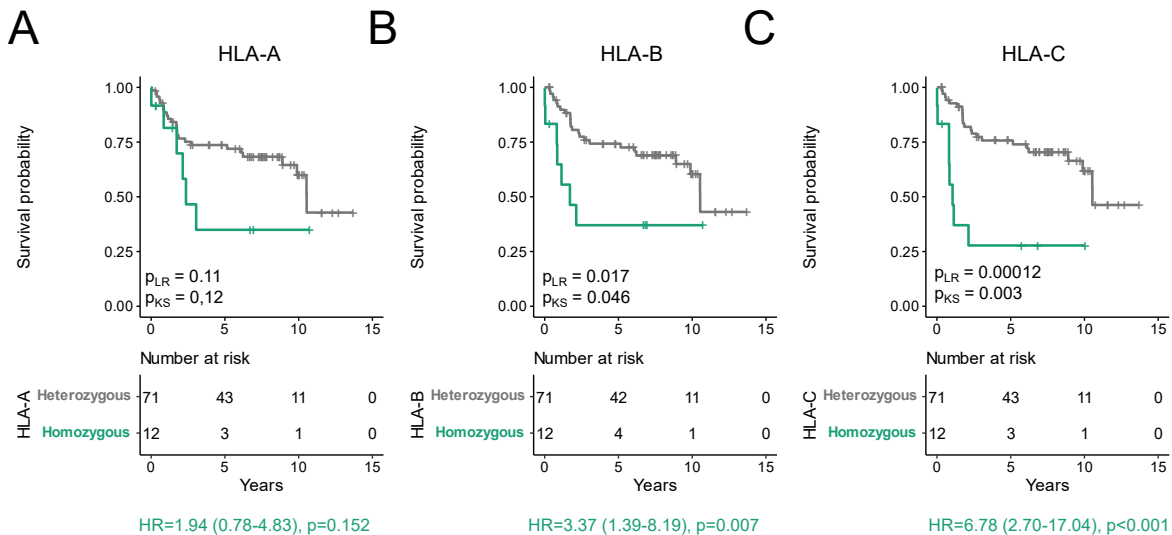 A
HLA-A
Survival probability
1.00
0.75
0.50
0.25
0.00
p_LR = 0.11
p_KS = 0,12
0 5 10 15
Number at risk
HLA-A
Heterozygous 71 43 11 0
Homozygous 12 3 1 0
0 5 10 15
Years
HR=1.94 (0.78-4.83), p=0.152
B
HLA-B
Survival probability
1.00
0.75
0.50
0.25
0.00
p_LR = 0.017
p_KS = 0.046
0 5 10 15
Number at risk
HLA-B
Heterozygous 71 42 11 0
Homozygous 12 4 1 0
0 5 10 15
Years
HR=3.37 (1.39-8.19), p=0.007
C
HLA-C
Survival probability
1.00
0.75
0.50
0.25
0.00
p_LR = 0.00012
p_KS = 0.003
0 5 10 15
Number at risk
HLA-C
Heterozygous 71 43 11 0
Homozygous 12 3 1 0
0 5 10 15
Years
HR=6.78 (2.70-17.04), p<0.001